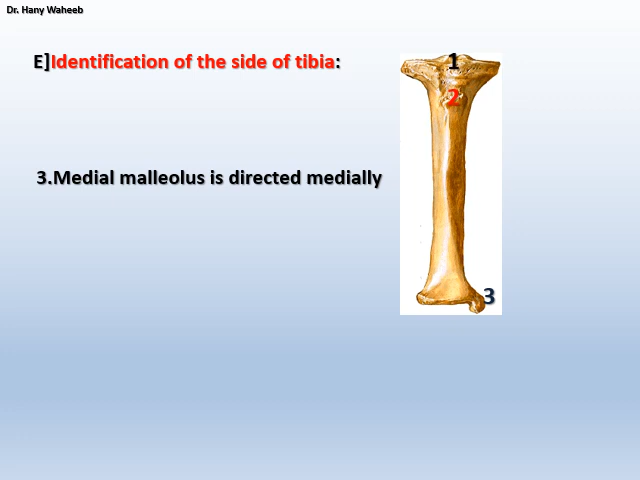 Dr. Hany Waheeb
E]Identification of the side of tibia:
1
2
3.Medial malleolus is directed medially
3